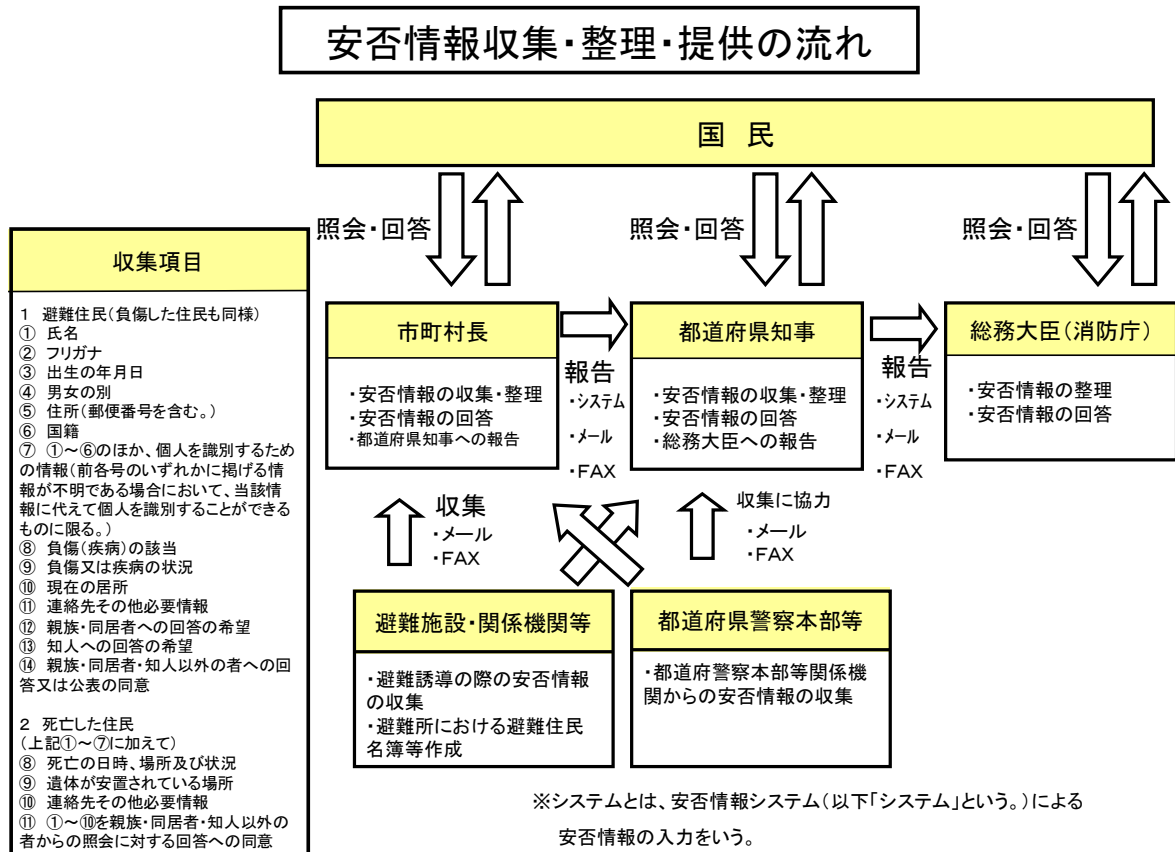 安否情報収集・整理・提供の流れ
国 民
照会・回答
照会・回答
照会・回答
収集項目
1 避難住民(負傷した住民も同様)
① 氏名
② フリガナ
③ 出生の年月日
④ 男女の別
⑤ 住所(郵便番号を含む。)
⑥ 国籍
⑦ ①~⑥のほか、個人を識別するため
の情報(前各号のいずれかに掲げる情
報が不明である場合において、当該情
報に代えて個人を識別することができる
ものに限る。)
⑧ 負傷(疾病)の該当
⑨ 負傷又は疾病の状況
⑩ 現在の居所
⑪ 連絡先その他必要情報
⑫ 親族・同居者への回答の希望
⑬ 知人への回答の希望
⑭ 親族・同居者・知人以外の者への回
答又は公表の同意
2 死亡した住民
(上記①~⑦に加えて)
⑧ 死亡の日時、場所及び状況
⑨ 遺体が安置されている場所
⑩ 連絡先その他必要情報
⑪ ①~⑩を親族・同居者・知人以外の
者からの照会に対する回答への同意
市町村長
・安否情報の収集・整理
・安否情報の回答
・都道府県知事への報告
報告
・システム
・メール
・FAX
都道府県知事
・安否情報の収集・整理
・安否情報の回答
・総務大臣への報告
報告
・システム
・メール
・FAX
総務大臣(消防庁)
・安否情報の整理
・安否情報の回答
収集
・メール
・FAX
収集に協力
・メール
・FAX
避難施設・関係機関等
・避難誘導の際の安否情報
の収集
・避難所における避難住民
名簿等作成
都道府県警察本部等
・都道府警察本部等関係機
関からの安否情報の収集
※システムとは、安否情報システム(以下「システム」という。)による
安否情報の入力をいう。